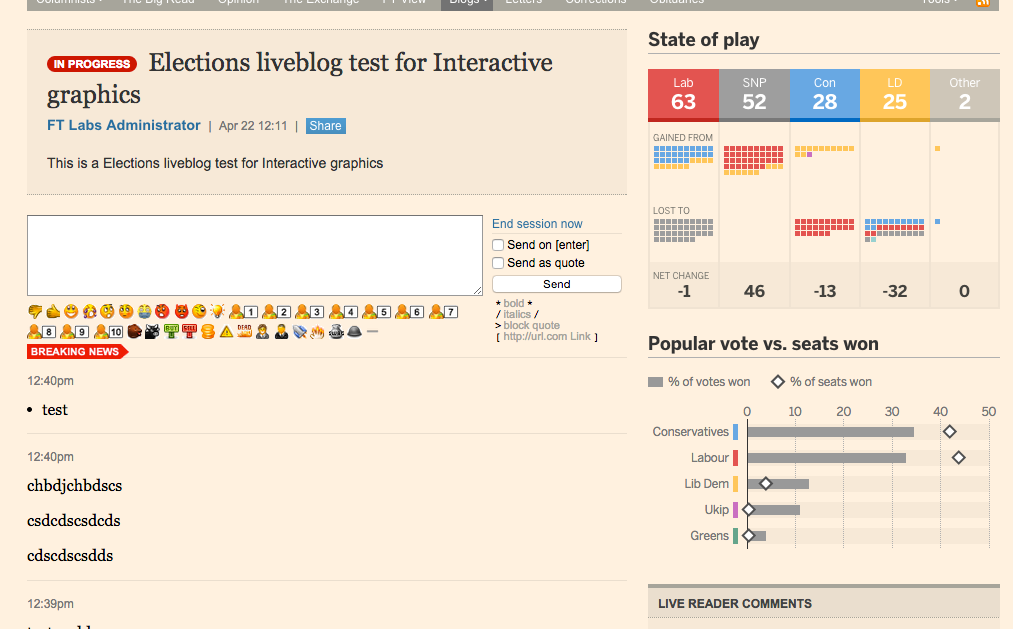 Columnists The Big Read Opinion The Exchange FT View Blogs Letters Corrections Obituaries Tools
IN PROGRESS Elections liveblog test for Interactive
graphics
FT Labs Administrator | Apr 22 12:11 | Share
This is a Elections liveblog test for Interactive graphics
End session now
Send on [enter]
Send as quote
Send
* bold *
/ italics /
> block quote
[ http://url.com Link ]
1 2 3 4 5 6 7
8 9 10 BUY SELL DEAD
BREAKING NEWS
12:40pm
• test
12:40pm
chbdjchbdscs
csdcdscsdcds
cdscdscsdds
12:39pm
State of play
Lab SNP Con LD Other
63 52 28 25 2
GAINED FROM
LOST TO
NET CHANGE
-1 46 -13 -32 0
Popular vote vs. seats won
% of votes won % of seats won
0 10 20 30 40 50
Conservatives
Labour
Lib Dem
Ukip
Greens
LIVE READER COMMENTS